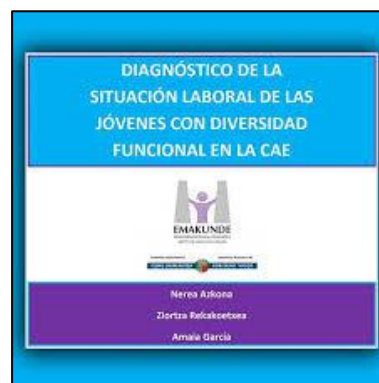 DIAGNÓSTICO DE LA
SITUACIÓN LABORAL DE LAS
JÓVENES CON DIVERSIDAD
FUNCIONAL EN LA CAE
EMAKUNDE
Nerea Azkona
Ziortza Rekakoetxea
Amaia García